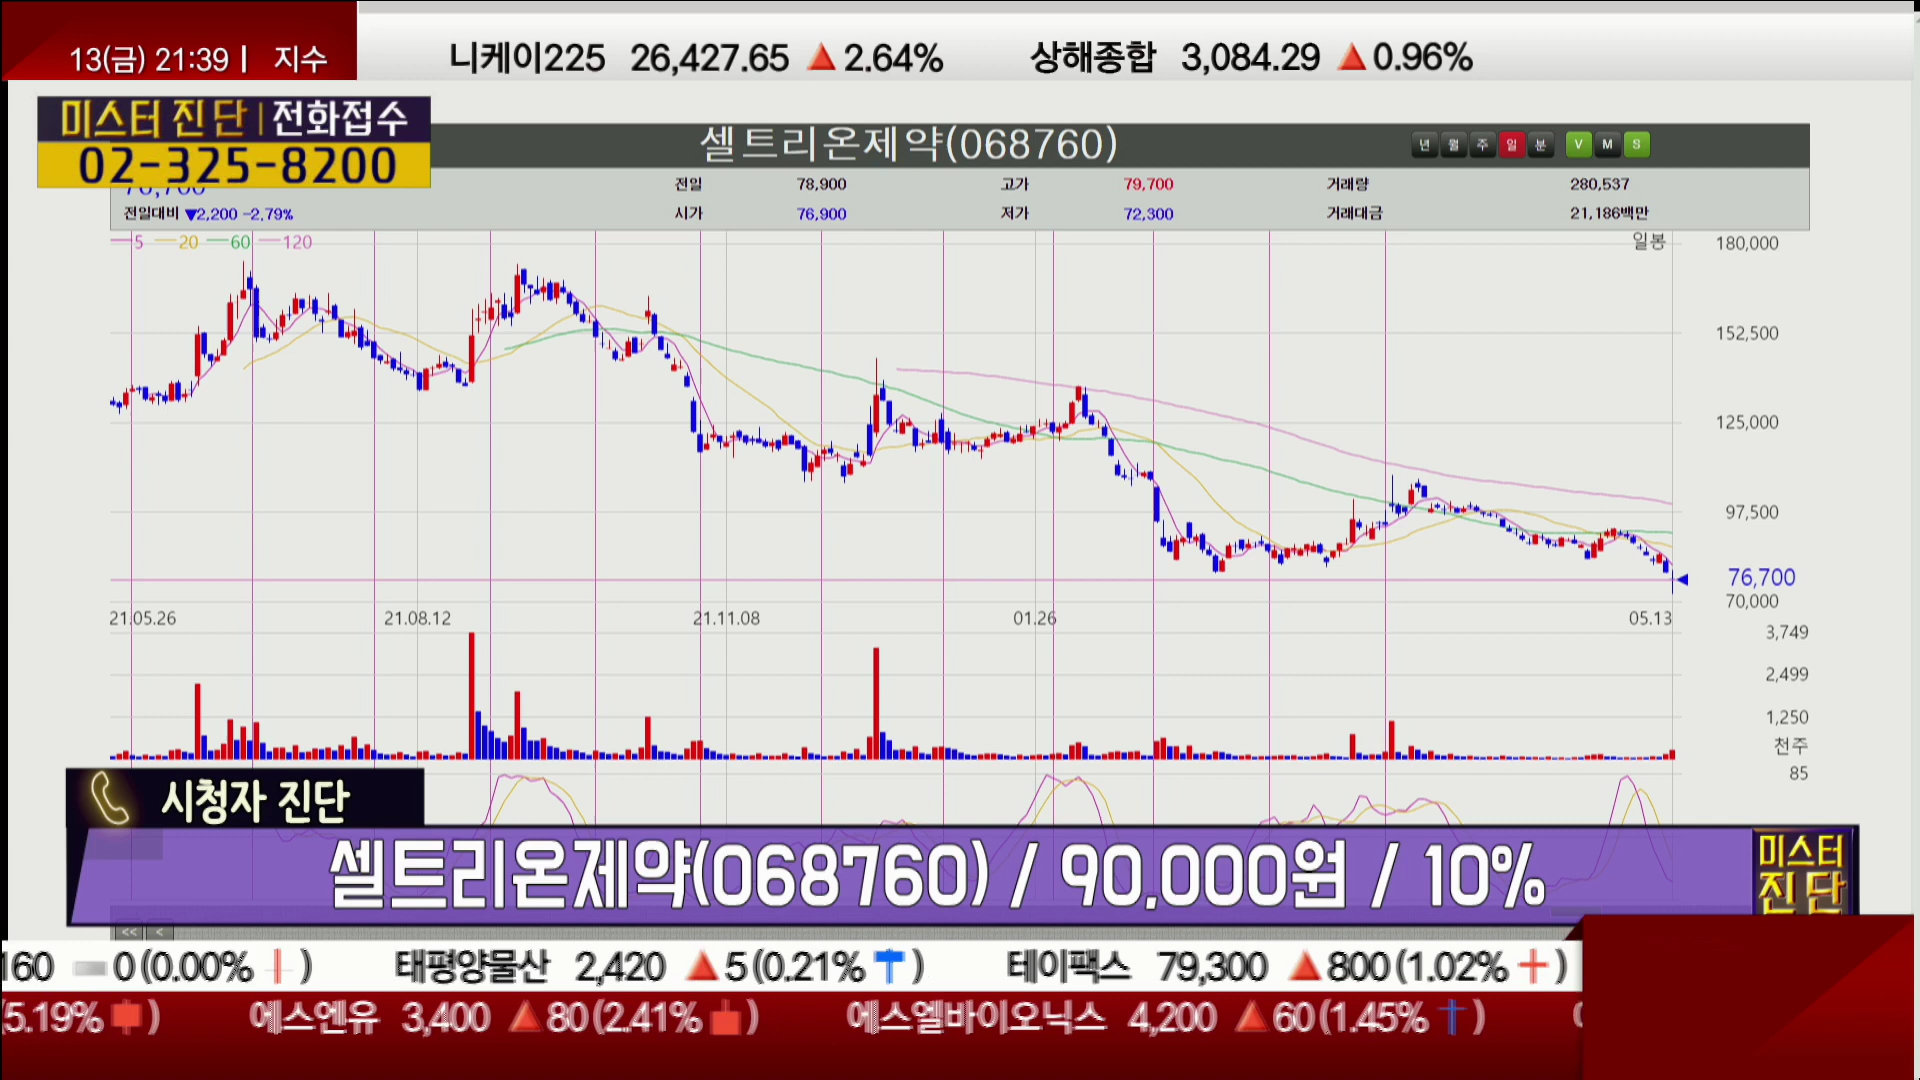 13(금) 21:39 | 지수
니케이225 26,427.65 ▲ 2.64% 상해종합 3,084.29 ▲ 0.96%
미스터 진단 | 전화접수
02-325-8200
셀트리온제약(068760)
년 월 주 일 분 V M S
76,700 전일 78,900 고가 79,700 거래량 280,537
전일대비 ▼2,200 -2,79% 시가 76,900 저가 72,300 거래대금 21,186백만
5 20 60 120
일봉
180,000
152,500
125,000
97,500
76,700
70,000
21.05.26 21.08.12 21.11.08 01.26 05.13
3,749
2,499
1,250
천주
85
시청자 진단
셀트리온제약(068760) / 90,000원 / 10%
미스터
진단
<< <
160 0(0.00% ) 태평양물산 2,420 ▲5(0.21% ) 테이팩스 79,300 ▲800(1.02% )
(5.19% ) 에스엔유 3,400 ▲80(2.41% ) 에스엘바이오닉스 4,200 ▲60(1.45% )